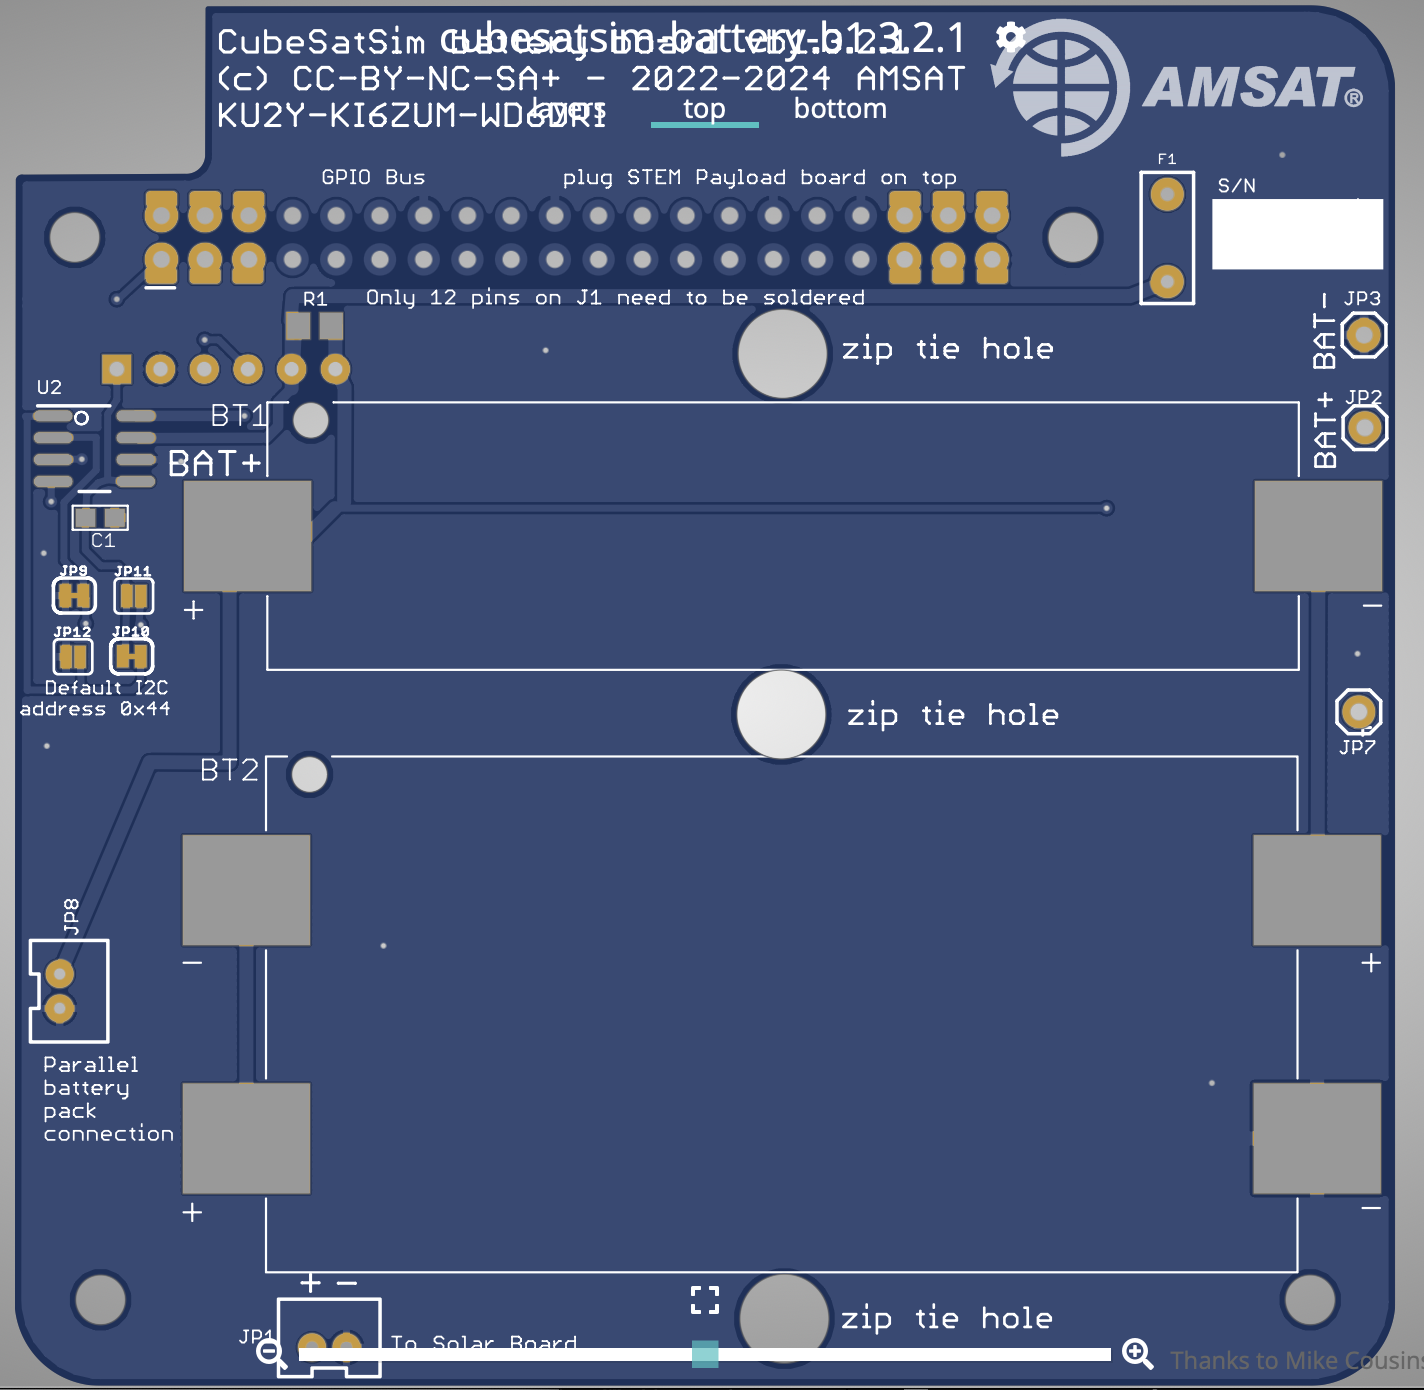 CubeSatSim battery board vb1.3.2.1
cubesatsim-battery.b1.3.2.1
(c) CC-BY-NC-SA+ - 2022-2024 AMSAT
KU2Y-KI6ZUM-WD6DRI
layers top bottom
AMSAT®
F1
S/N
GPIO Bus
plug STEM Payload board on top
R1
Only 12 pins on J1 need to be soldered
JP3
BAT-
zip tie hole
U2
JP2
BAT+
BT1
BAT+
C1
JP9 JP11
+
-
JP12 JP10
Default I2C
address 0x44
zip tie hole
JP7
BT2
JP8
-
+
Parallel
battery
pack
connection
+
-
+ -
zip tie hole
JP1
To Solar Board
Thanks to Mike Cousins